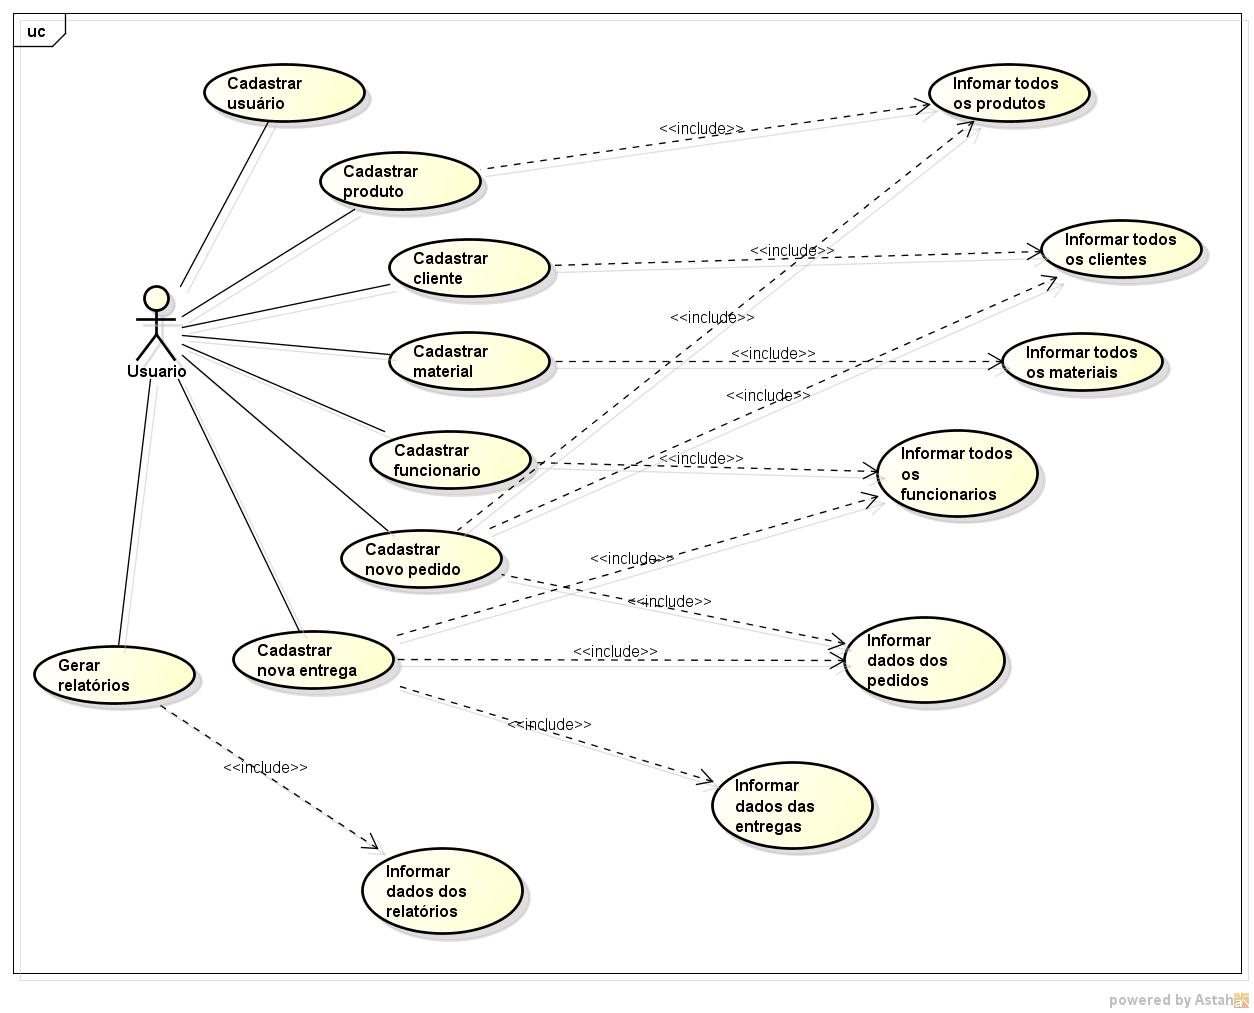 uc
Cadastrar
usuário
Infomar todos
os produtos
<<include>>
Cadastrar
produto
Informar todos
os clientes
<<include>>
Cadastrar
cliente
<<include>>
Cadastrar
material
<<include>>
Informar todos
os materiais
Usuario
<<include>>
Cadastrar
funcionario
<<include>>
Informar todos
os
funcionarios
Cadastrar
novo pedido
<<include>>
<<include>>
Cadastrar
nova entrega
<<include>>
Informar
dados dos
pedidos
Gerar
relatórios
<<include>>
<<include>>
Informar
dados das
entregas
Informar
dados dos
relatórios
powered by Astah